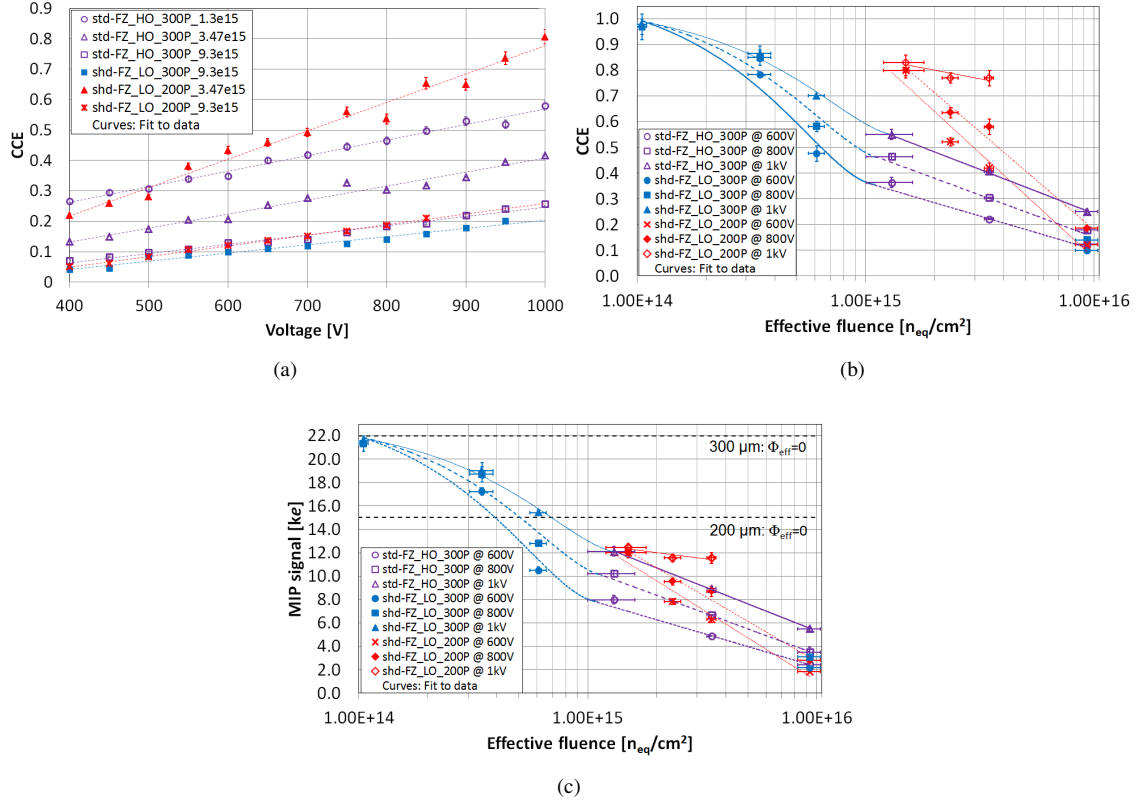 0.9
0.8
0.7
0.6
0.5
0.4
0.3
0.2
0.1
0
CCE
std-FZ_HO_300P_1.3e15
std-FZ_HO_300P_3.47e15
std-FZ_HO_300P_9.3e15
shd-FZ_LO_300P_9.3e15
shd-FZ_LO_200P_3.47e15
shd-FZ_LO_200P_9.3e15
Curves: Fit to data
400 500 600 700 800 900 1000
Voltage [V]
(a)
1.0
0.9
0.8
0.7
0.6
0.5
0.4
0.3
0.2
0.1
0.0
CCE
std-FZ_HO_300P @ 600V
std-FZ_HO_300P @ 800V
std-FZ_HO_300P @ 1kV
shd-FZ_LO_300P @ 600V
shd-FZ_LO_300P @ 800V
shd-FZ_LO_300P @ 1kV
shd-FZ_LO_200P @ 600V
shd-FZ_LO_200P @ 800V
shd-FZ_LO_200P @ 1kV
Curves: Fit to data
1.00E+14 1.00E+15 1.00E+16
Effective fluence [neq/cm²]
(b)
22.0
20.0
18.0
16.0
14.0
12.0
10.0
8.0
6.0
4.0
2.0
0.0
MIP signal [ke]
300 μm: Φeff=0
200 μm: Φeff=0
std-FZ_HO_300P @ 600V
std-FZ_HO_300P @ 800V
std-FZ_HO_300P @ 1kV
shd-FZ_LO_300P @ 600V
shd-FZ_LO_300P @ 800V
shd-FZ_LO_300P @ 1kV
shd-FZ_LO_200P @ 600V
shd-FZ_LO_200P @ 800V
shd-FZ_LO_200P @ 1kV
Curves: Fit to data
1.00E+14 1.00E+15 1.00E+16
Effective fluence [neq/cm²]
(c)